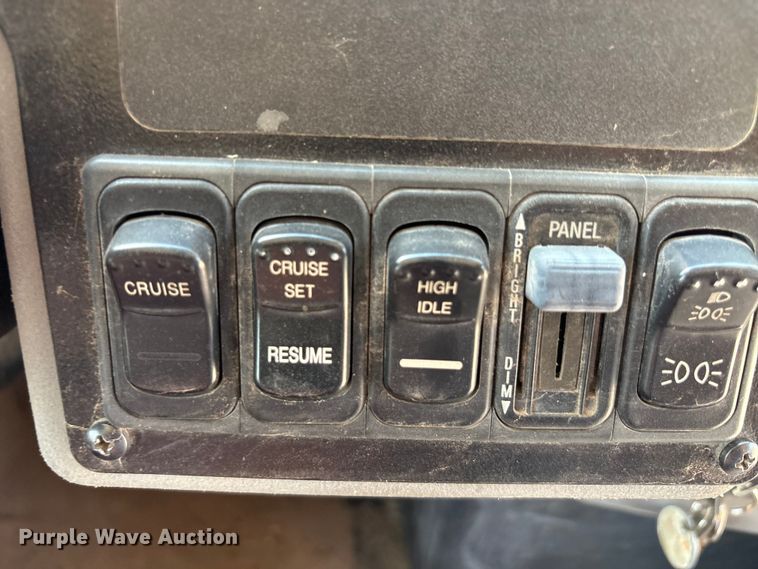 CRUISE
CRUISE
SET
RESUME
HIGH
IDLE
PANEL
BRIGHT
DIM
Purple Wave Auction